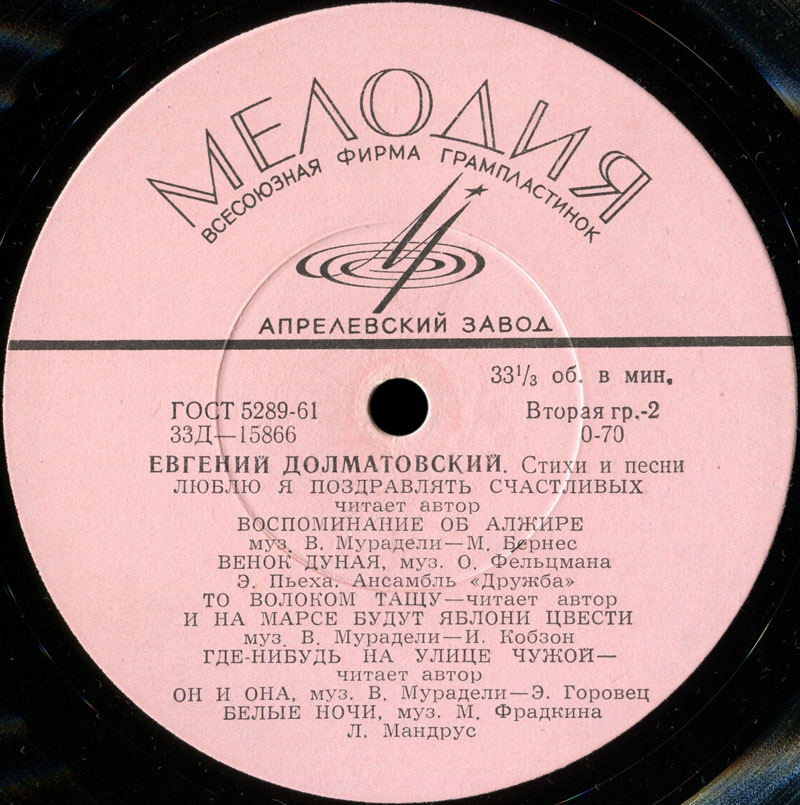 МЕЛОДИЯ
ВСЕСОЮЗНАЯ ФИРМА ГРАМПЛАСТИНОК
АПРЕЛЕВСКИЙ ЗАВОД
33⅓ об. в мин.
ГОСТ 5289-61 Вторая гр.-2
33Д—15866 0-70
ЕВГЕНИЙ ДОЛМАТОВСКИЙ. Стихи и песни
ЛЮБЛЮ Я ПОЗДРАВЛЯТЬ СЧАСТЛИВЫХ
читает автор
ВОСПОМИНАНИЕ ОБ АЛЖИРЕ
муз. В. Мурадели—М. Бернес
ВЕНОК ДУНАЯ, муз. О. Фельцмана
Э. Пьеха. Ансамбль «Дружба»
ТО ВОЛОКОМ ТАЩУ—читает автор
И НА МАРСЕ БУДУТ ЯБЛОНИ ЦВЕСТИ
муз. В. Мурадели—И. Кобзон
ГДЕ-НИБУДЬ НА УЛИЦЕ ЧУЖОЙ—
читает автор
ОН И ОНА, муз. В. Мурадели—Э. Горовец
БЕЛЫЕ НОЧИ, муз. М. Фрадкина
Л. Мандрус